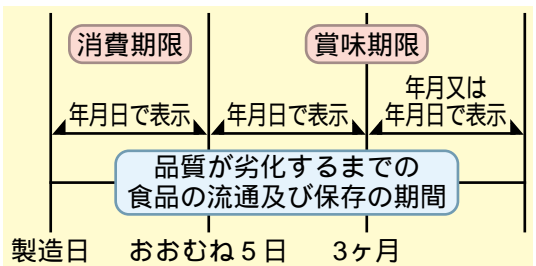 消費期限
賞味期限
年月日で表示
年月日で表示
年月又は
年月日で表示
品質が劣化するまでの
食品の流通及び保存の期間
製造日
おおむね5日
3ヶ月